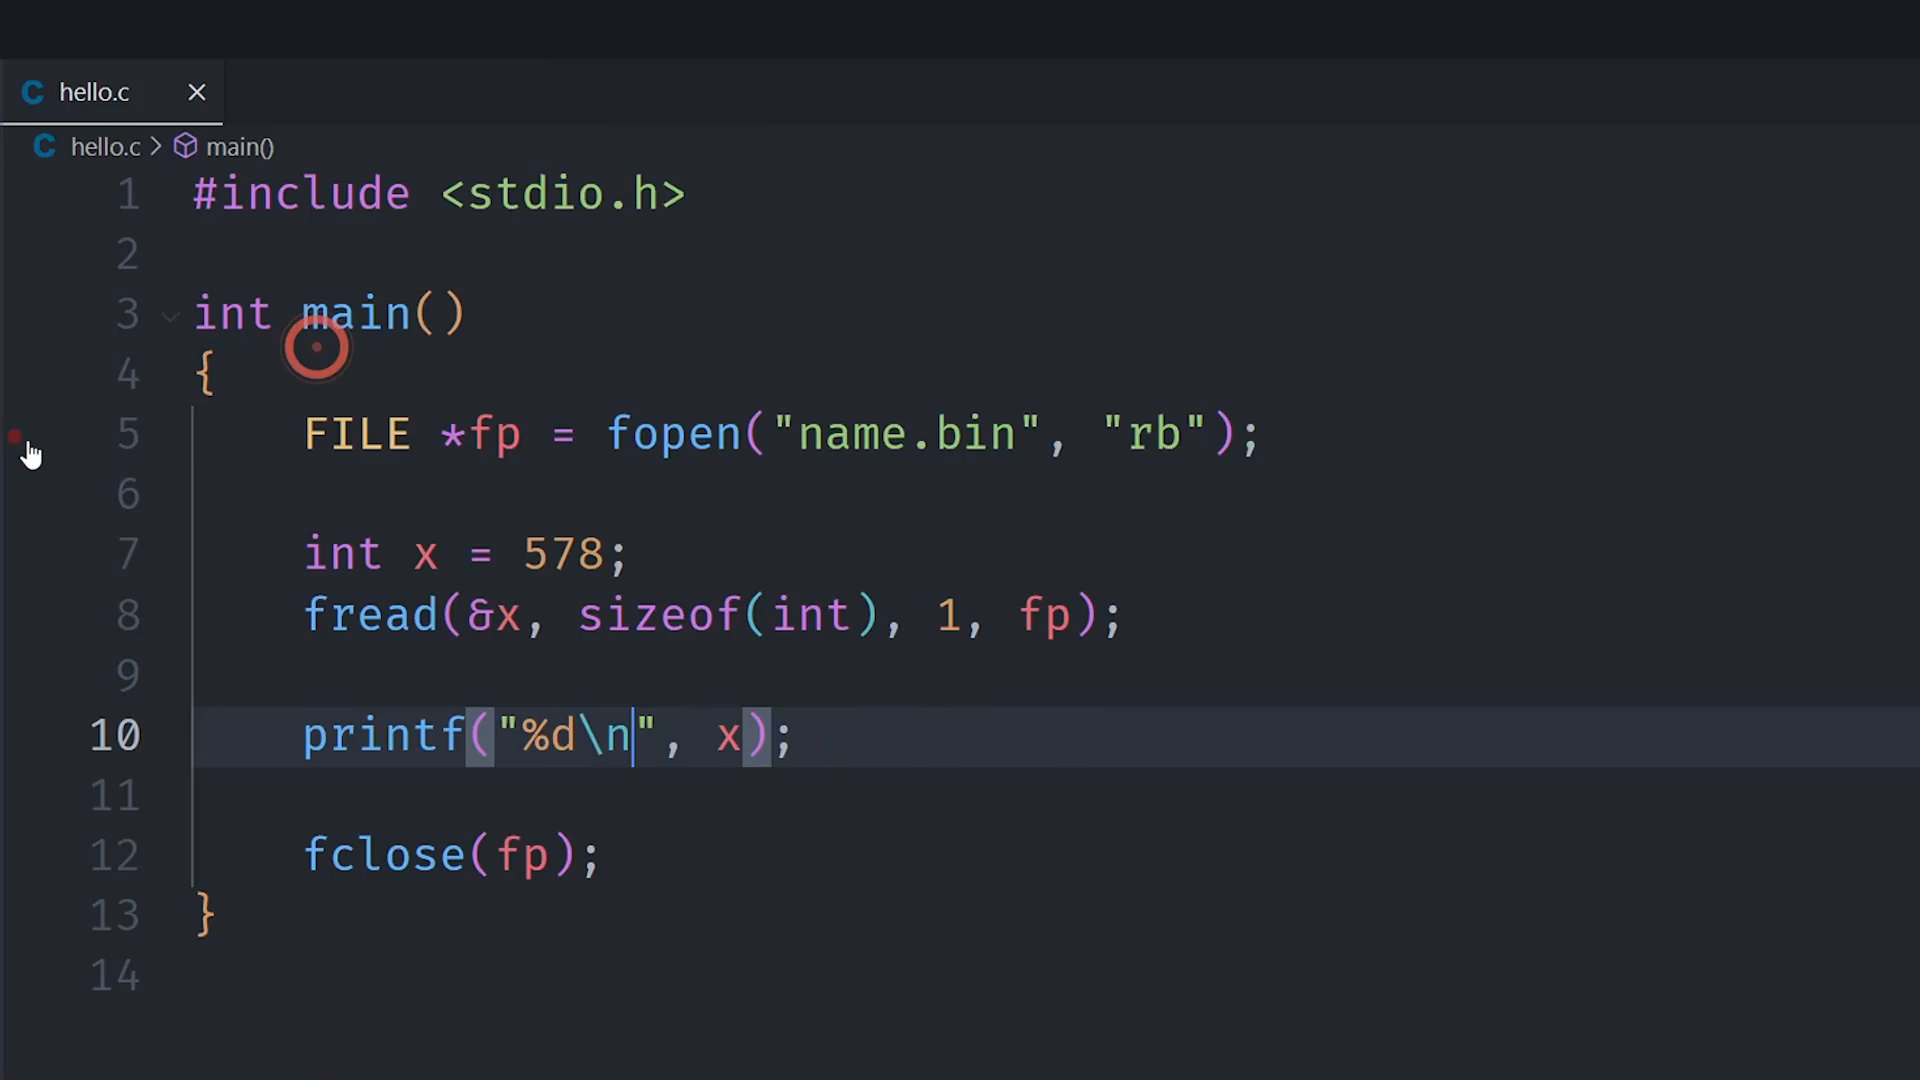 hello.c
hello.c > main()
1 #include <stdio.h>
2
3 int main()
4 {
5     FILE *fp = fopen("name.bin", "rb");
6
7     int x = 578;
8     fread(&x, sizeof(int), 1, fp);
9
10     printf("%d\n", x);
11
12     fclose(fp);
13 }
14